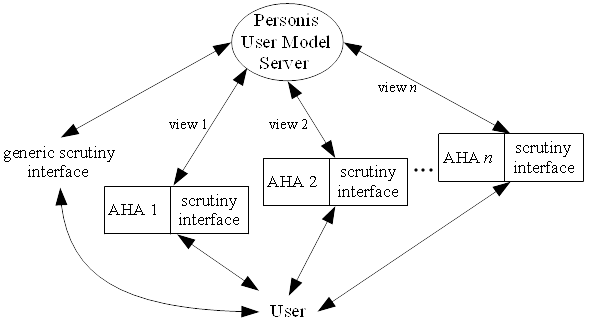 Personis
User Model
Server
view 1
view 2
view n
generic scrutiny
interface
AHA 1
scrutiny
interface
AHA 2
scrutiny
interface
...
AHA n
scrutiny
interface
User